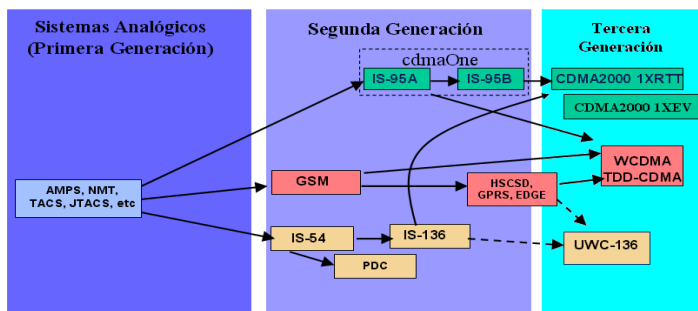 Sistemas Analógicos
(Primera Generación)
Segunda Generación
Tercera
Generación
cdmaOne
IS-95A
IS-95B
CDMA2000 1XRTT
CDMA2000 1XEV
AMPS, NMT,
TACS, JTACS, etc
GSM
HSCSD,
GPRS, EDGE
WCDMA
TDD-CDMA
IS-54
IS-136
PDC
UWC-136